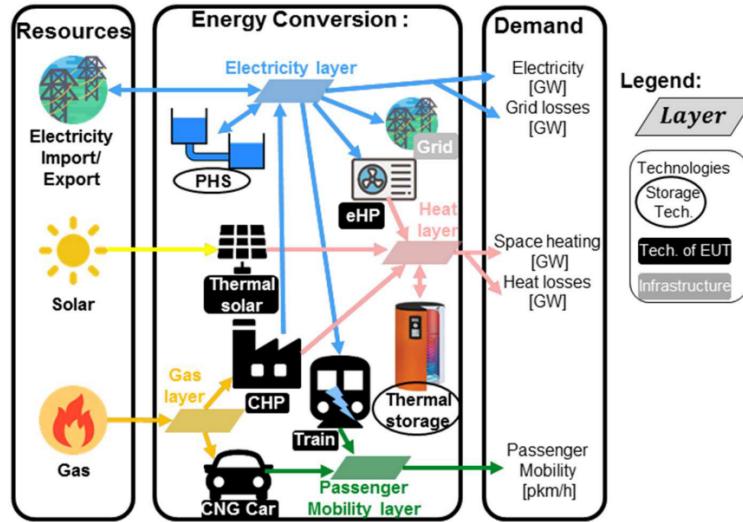 Resources
Energy Conversion :
Demand
Electricity layer
Electricity
[GW]
Grid losses
[GW]
Electricity
Import/
Export
PHS
Grid
eHP
Heat
layer
Space heating
[GW]
Heat losses
[GW]
Solar
Thermal
solar
Gas
layer
CHP
Thermal
storage
Train
Gas
CNG Car
Passenger
Mobility layer
Passenger
Mobility
[pkm/h]
Legend:
Layer
Technologies
Storage
Tech.
Tech. of EUT
Infrastructure